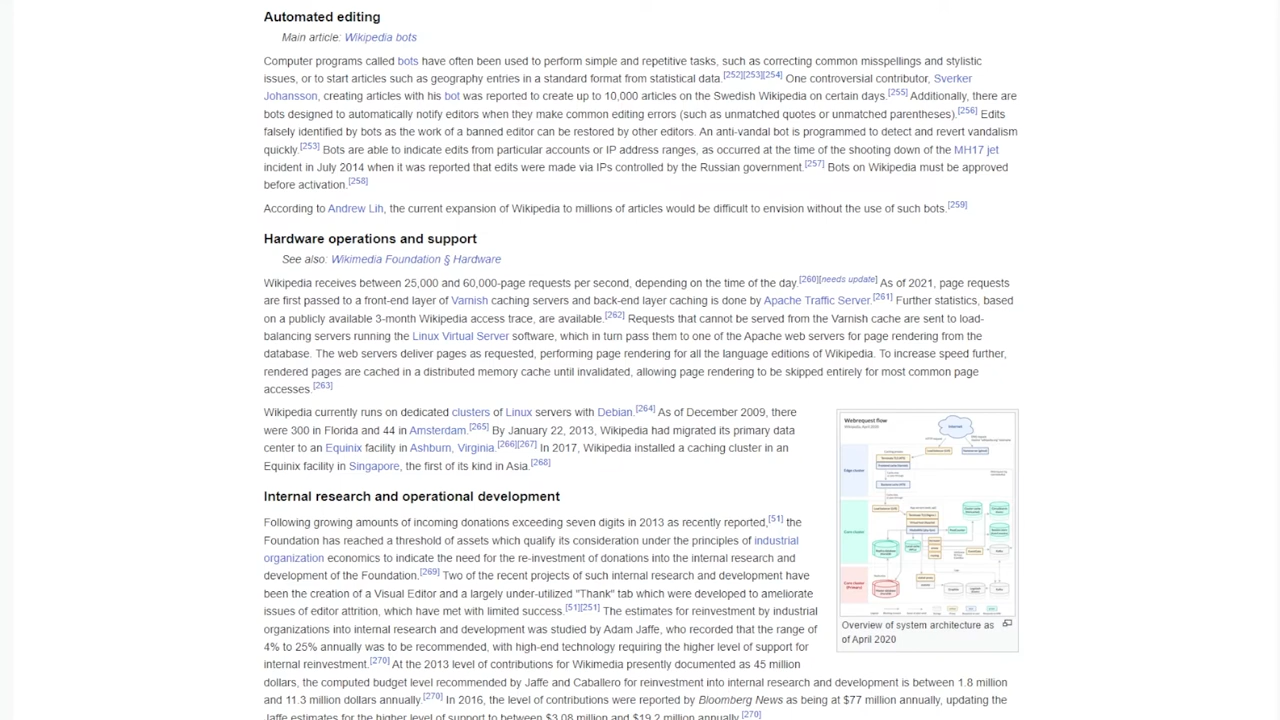 Automated editing
Main article: Wikipedia bots
Computer programs called bots have often been used to perform simple and repetitive tasks, such as correcting common misspellings and stylistic
issues, or to start articles such as geography entries in a standard format from statistical data.[252][253][254] One controversial contributor, Sverker
Johansson, creating articles with his bot was reported to create up to 10,000 articles on the Swedish Wikipedia on certain days.[255] Additionally, there are
bots designed to automatically notify editors when they make common editing errors (such as unmatched quotes or unmatched parentheses).[256] Edits
falsely identified by bots as the work of a banned editor can be restored by other editors. An anti-vandal bot is programmed to detect and revert vandalism
quickly.[253] Bots are able to indicate edits from particular accounts or IP address ranges, as occurred at the time of the shooting down of the MH17 jet
incident in July 2014 when it was reported that edits were made via IPs controlled by the Russian government.[257] Bots on Wikipedia must be approved
before activation.[258]
According to Andrew Lih, the current expansion of Wikipedia to millions of articles would be difficult to envision without the use of such bots.[259]
Hardware operations and support
See also: Wikimedia Foundation § Hardware
Wikipedia receives between 25,000 and 60,000-page requests per second, depending on the time of the day.[260][needs update] As of 2021, page requests
are first passed to a front-end layer of Varnish caching servers and back-end layer caching is done by Apache Traffic Server.[261] Further statistics, based
on a publicly available 3-month Wikipedia access trace, are available.[262] Requests that cannot be served from the Varnish cache are sent to load-
balancing servers running the Linux Virtual Server software, which in turn pass them to one of the Apache web servers for page rendering from the
database. The web servers deliver pages as requested, performing page rendering for all the language editions of Wikipedia. To increase speed further,
rendered pages are cached in a distributed memory cache until invalidated, allowing page rendering to be skipped entirely for most common page
accesses.[263]
Wikipedia currently runs on dedicated clusters of Linux servers with Debian.[264] As of December 2009, there
were 300 in Florida and 44 in Amsterdam.[265] By January 22, 2013, Wikipedia had migrated its primary data
center to an Equinix facility in Ashburn, Virginia.[266][267] In 2017, Wikipedia installed a caching cluster in an
Equinix facility in Singapore, the first of its kind in Asia.[268]
Internal research and operational development
Following growing amounts of incoming donations exceeding seven digits in 2013 as recently reported,[51] the
Foundation has reached a threshold of assets which qualify its consideration under the principles of industrial
organization economics to indicate the need for the re-investment of donations into the internal research and
development of the Foundation.[269] Two of the recent projects of such internal research and development have
been the creation of a Visual Editor and a largely under-utilized "Thank" tab which were developed to ameliorate
issues of editor attrition, which have met with limited success.[51][251] The estimates for reinvestment by industrial
organizations into internal research and development was studied by Adam Jaffe, who recorded that the range of
4% to 25% annually was to be recommended, with high-end technology requiring the higher level of support for
internal reinvestment.[270] At the 2013 level of contributions for Wikimedia presently documented as 45 million
dollars, the computed budget level recommended by Jaffe and Caballero for reinvestment into internal research and development is between 1.8 million
and 11.3 million dollars annually.[270] In 2016, the level of contributions were reported by Bloomberg News as being at $77 million annually, updating the
Jaffe estimates for the higher level of support to between $3.08 million and $19.2 million annually.[270]
Webrequest flow
Internet
Edge cluster
Core cluster
Core cluster
(Primary)
Overview of system architecture as
of April 2020